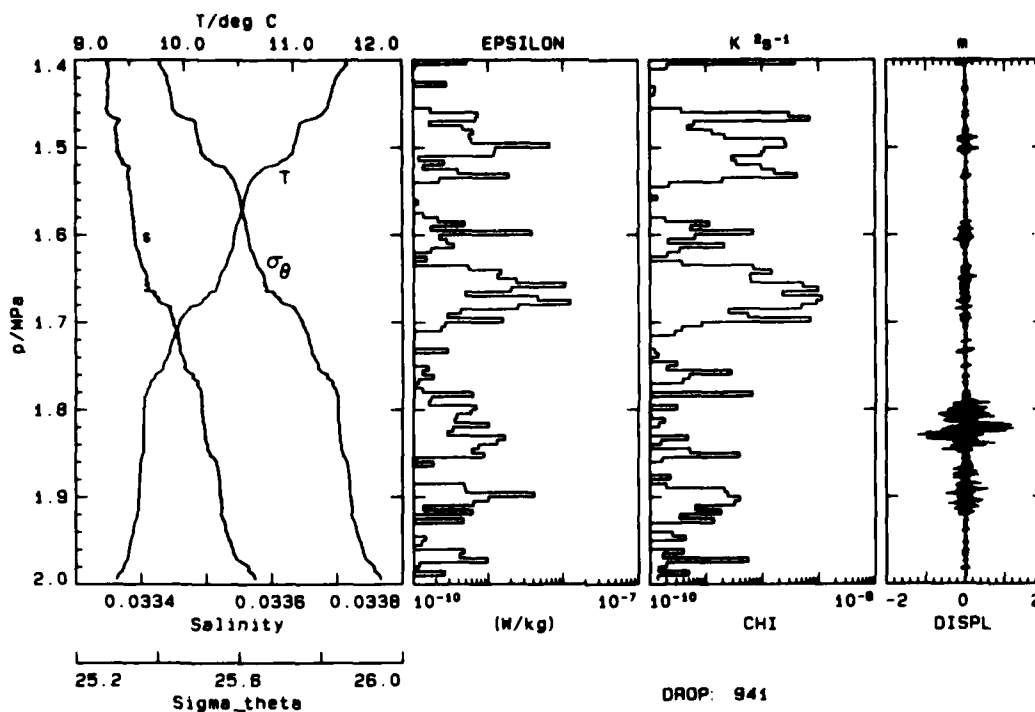 T/deg C EPSILON K ²s⁻¹ m
9.0 10.0 11.0 12.0
1.4
1.5
T
1.6
s
σθ
p/MPa
1.7
1.8
1.9
2.0
0.0334 0.0336 0.0338 10-10 10-7 10-10 10-8 -2 0 2
Salinity (W/kg) CHI DISPL
25.2 25.6 26.0
Sigma_theta
DROP: 941